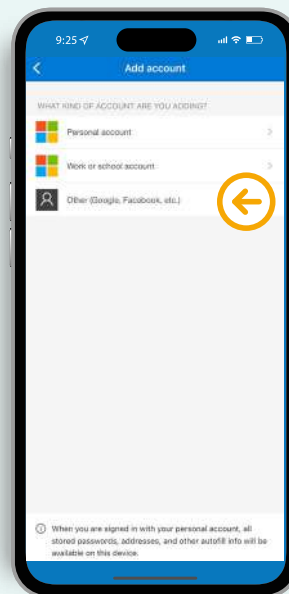 9:25
Add account
WHAT KIND OF ACCOUNT ARE YOU ADDING?
Personal account
Work or school account
Other (Google, Facebook, etc.)
When you are signed in with your personal account, all
stored passwords, addresses, and other autofill info will be
available on this device.